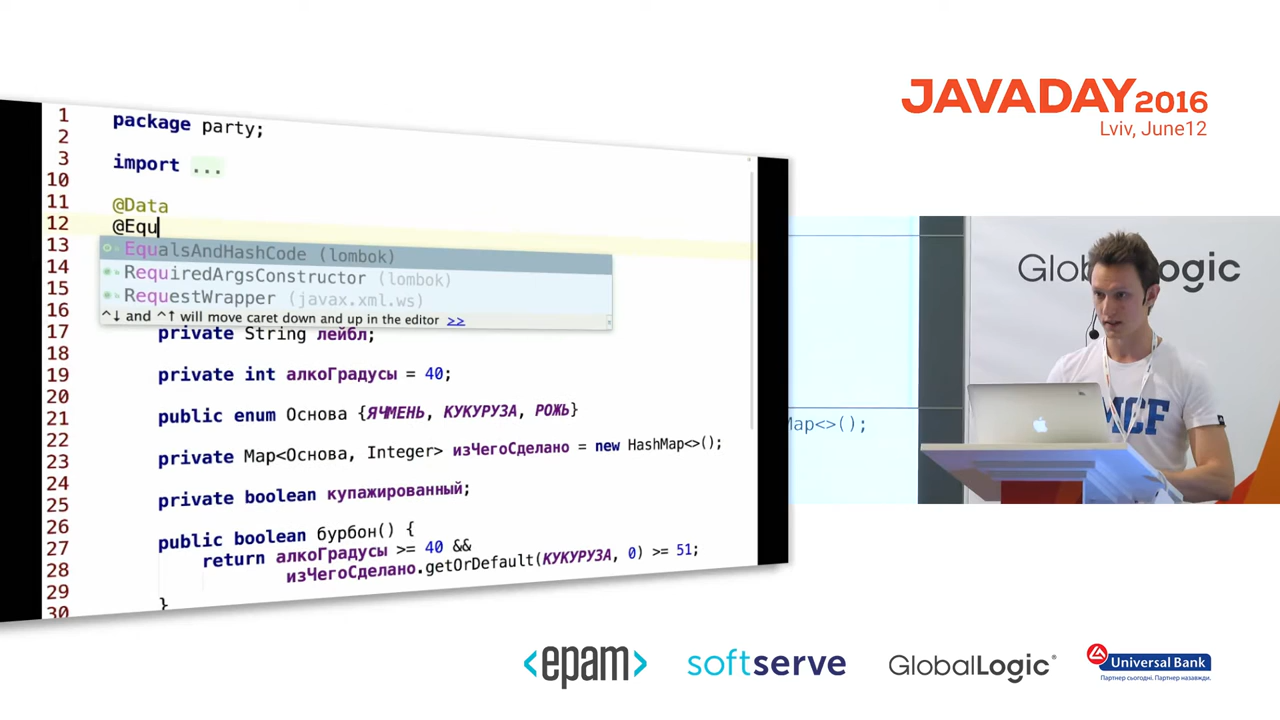 JAVADAY2016
Lviv, June12
1
package party;
2
3
import ...
10
11
@Data
12
@Equ
13
EqualsAndHashCode (lombok)
14
RequiredArgsConstructor (lombok)
15
RequestWrapper (javax.xml.ws)
16
^↓ and ^↑ will move caret down and up in the editor >>
17
private String лейбл;
18
19
private int алкоГрадусы = 40;
20
21
public enum Основа {ЯЧМЕНЬ, КУКУРУЗА, РОЖЬ}
22
23
private Map<Основа, Integer> изЧегоСделано = new HashMap<>();
24
25
private boolean купажированный;
26
27
public boolean бурбон() {
28
return алкоГрадусы >= 40 &&
29
изЧегоСделано.getOrDefault(КУКУРУЗА, 0) >= 51;
30
}
GlobalLogic
Map<>();
MCF
<epam>
softserve
GlobalLogic
Universal Bank
Партнер сьогодні. Партнер назавжди.